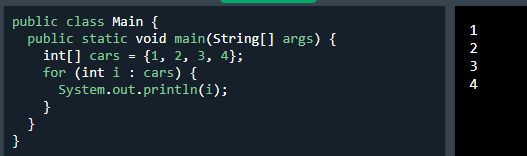 public class Main {
  public static void main(String[] args) {
    int[] cars = {1, 2, 3, 4};
    for (int i : cars) {
      System.out.println(i);
    }
  }
}
1
2
3
4